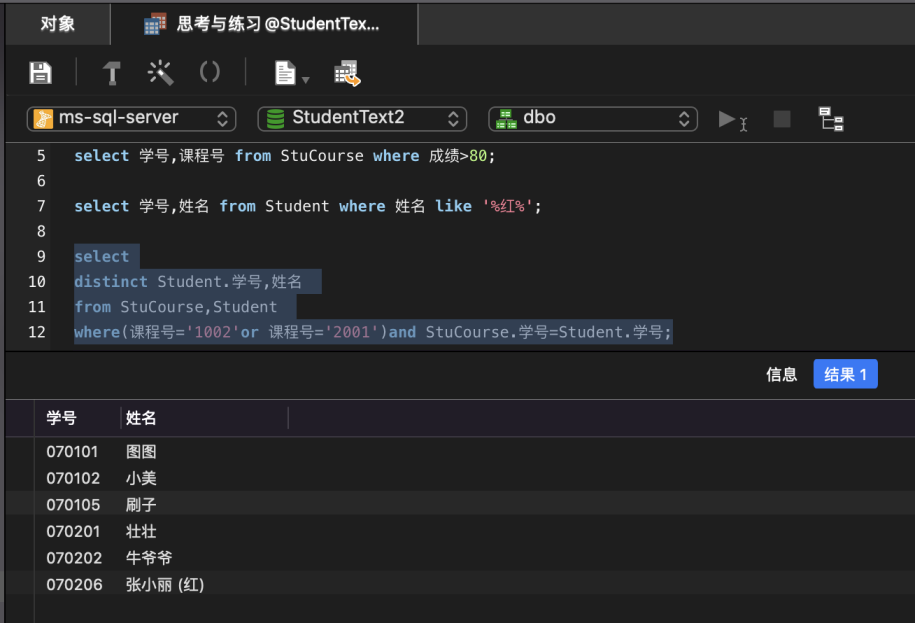 对象 思考与练习@StudentTex...
ms-sql-server StudentText2 dbo
5 select 学号,课程号 from StuCourse where 成绩>80;
6
7 select 学号,姓名 from Student where 姓名 like '%红%';
8
9 select
10 distinct Student.学号,姓名
11 from StuCourse,Student
12 where(课程号='1002'or 课程号='2001')and StuCourse.学号=Student.学号;
信息 结果 1
学号 姓名
070101 图图
070102 小美
070105 刷子
070201 壮壮
070202 牛爷爷
070206 张小丽 (红)